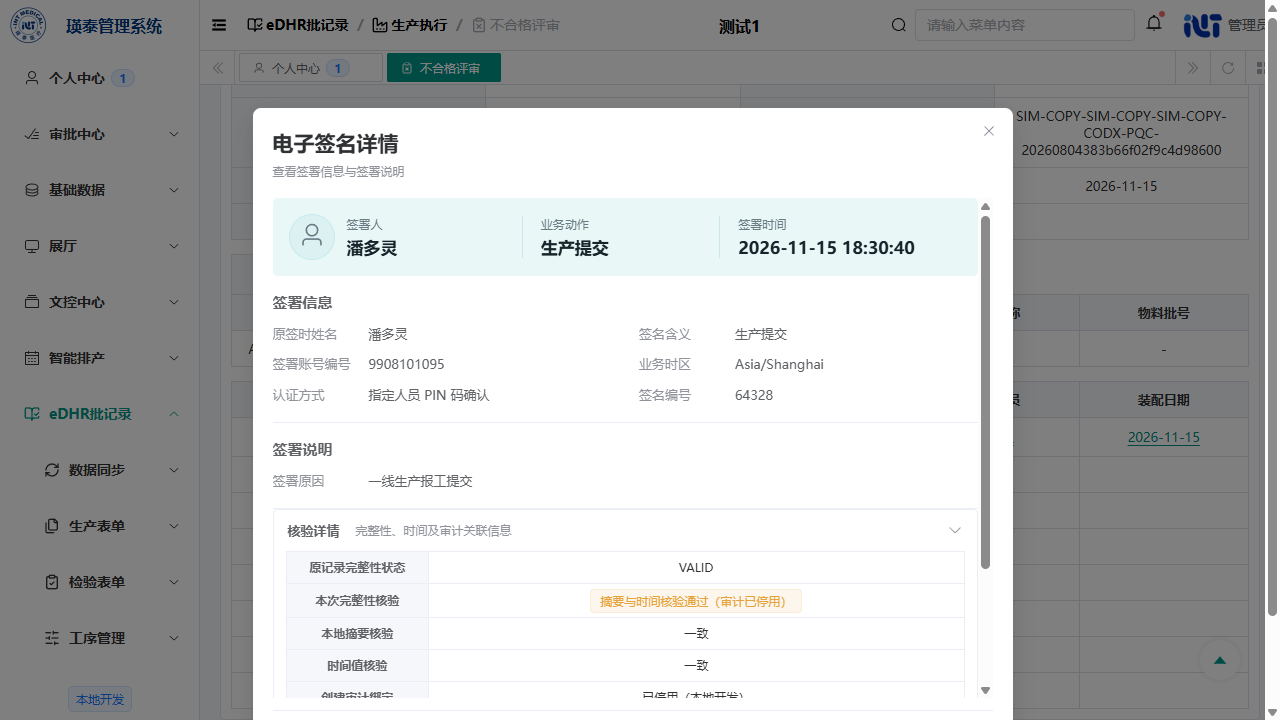 瑛泰管理系统
eDHR批记录 / 生产执行 / 不合格评审
测试1
请输入菜单内容
管理员
个人中心 1
审批中心
基础数据
展厅
文控中心
智能排产
eDHR批记录
数据同步
生产表单
检验表单
工序管理
本地开发
个人中心 1
不合格评审
SIM-COPY-SIM-COPY-SIM-COPY-
CODX-PQC-
20260804383b66f02f9c4d98600
2026-11-15
物料批号
-
装配日期
2026-11-15
电子签名详情
查看签署信息与签署说明
签署人
潘多灵
业务动作
生产提交
签署时间
2026-11-15 18:30:40
签署信息
原签时姓名 潘多灵 签名含义 生产提交
签署账号编号 9908101095 业务时区 Asia/Shanghai
认证方式 指定人员 PIN 码确认 签名编号 64328
签署说明
签署原因 一线生产报工提交
核验详情 完整性、时间及审计关联信息
原记录完整性状态 VALID
本次完整性核验 摘要与时间核验通过（审计已停用）
本地摘要核验 一致
时间值核验 一致
创建审计绑定 已停用（本地开发）